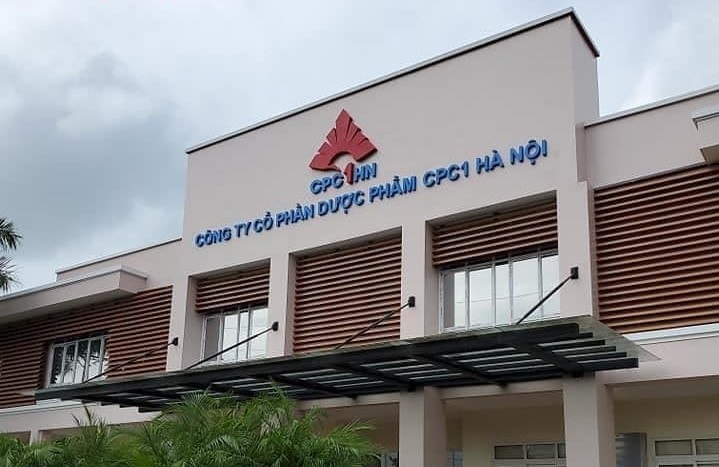 CPC1HN
CÔNG TY CỔ PHẦN DƯỢC PHẨM CPC1 HÀ NỘI